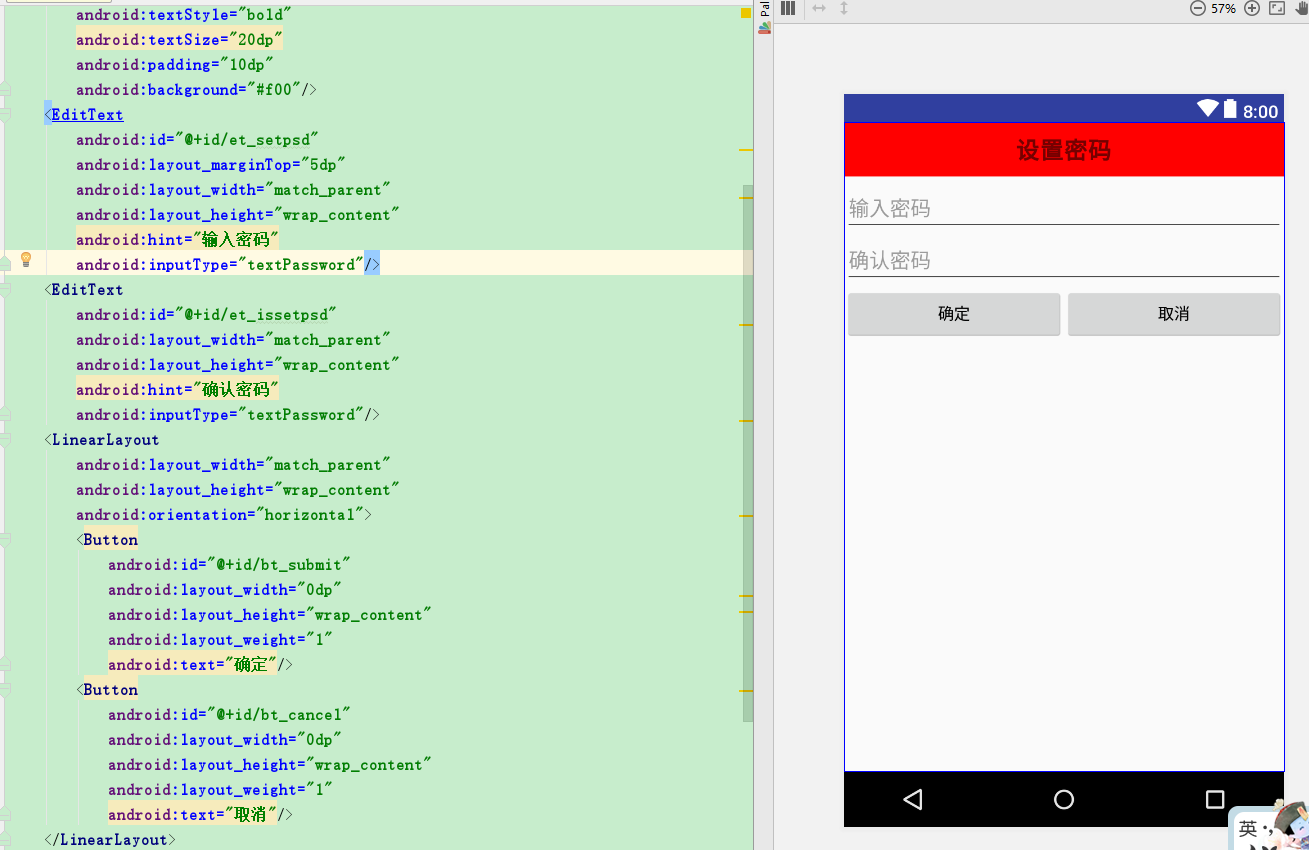 android:textStyle="bold"
android:textSize="20dp"
android:padding="10dp"
android:background="#f00"/>
<EditText
android:id="@+id/et_setpsd"
android:layout_marginTop="5dp"
android:layout_width="match_parent"
android:layout_height="wrap_content"
android:hint="输入密码"
android:inputType="textPassword"/>
<EditText
android:id="@+id/et_issetpsd"
android:layout_width="match_parent"
android:layout_height="wrap_content"
android:hint="确认密码"
android:inputType="textPassword"/>
<LinearLayout
android:layout_width="match_parent"
android:layout_height="wrap_content"
android:orientation="horizontal">
<Button
android:id="@+id/bt_submit"
android:layout_width="0dp"
android:layout_height="wrap_content"
android:layout_weight="1"
android:text="确定"/>
<Button
android:id="@+id/bt_cancel"
android:layout_width="0dp"
android:layout_height="wrap_content"
android:layout_weight="1"
android:text="取消"/>
</LinearLayout>
Pal
57%
8:00
设置密码
输入密码
确认密码
确定 取消
英